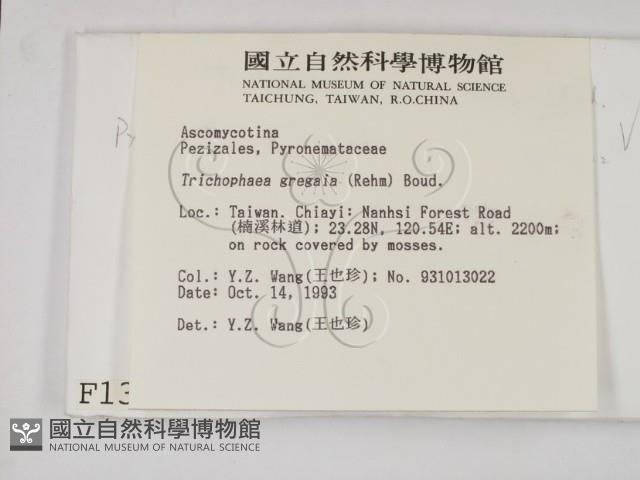 國立自然科學博物館
NATIONAL MUSEUM OF NATURAL SCIENCE
TAICHUNG, TAIWAN, R.O.CHINA
Ascomycotina
Pezizales, Pyronemataceae
Trichophaea gregaia (Rehm) Boud.
Loc.: Taiwan. Chiayi: Nanhsi Forest Road
(楠溪林道); 23.28N, 120.54E; alt. 2200m;
on rock covered by mosses.
Col.: Y.Z. Wang(王也珍); No. 931013022
Date: Oct. 14, 1993
Det.: Y.Z. Wang(王也珍)
F13
國立自然科學博物館
NATIONAL MUSEUM OF NATURAL SCIENCE